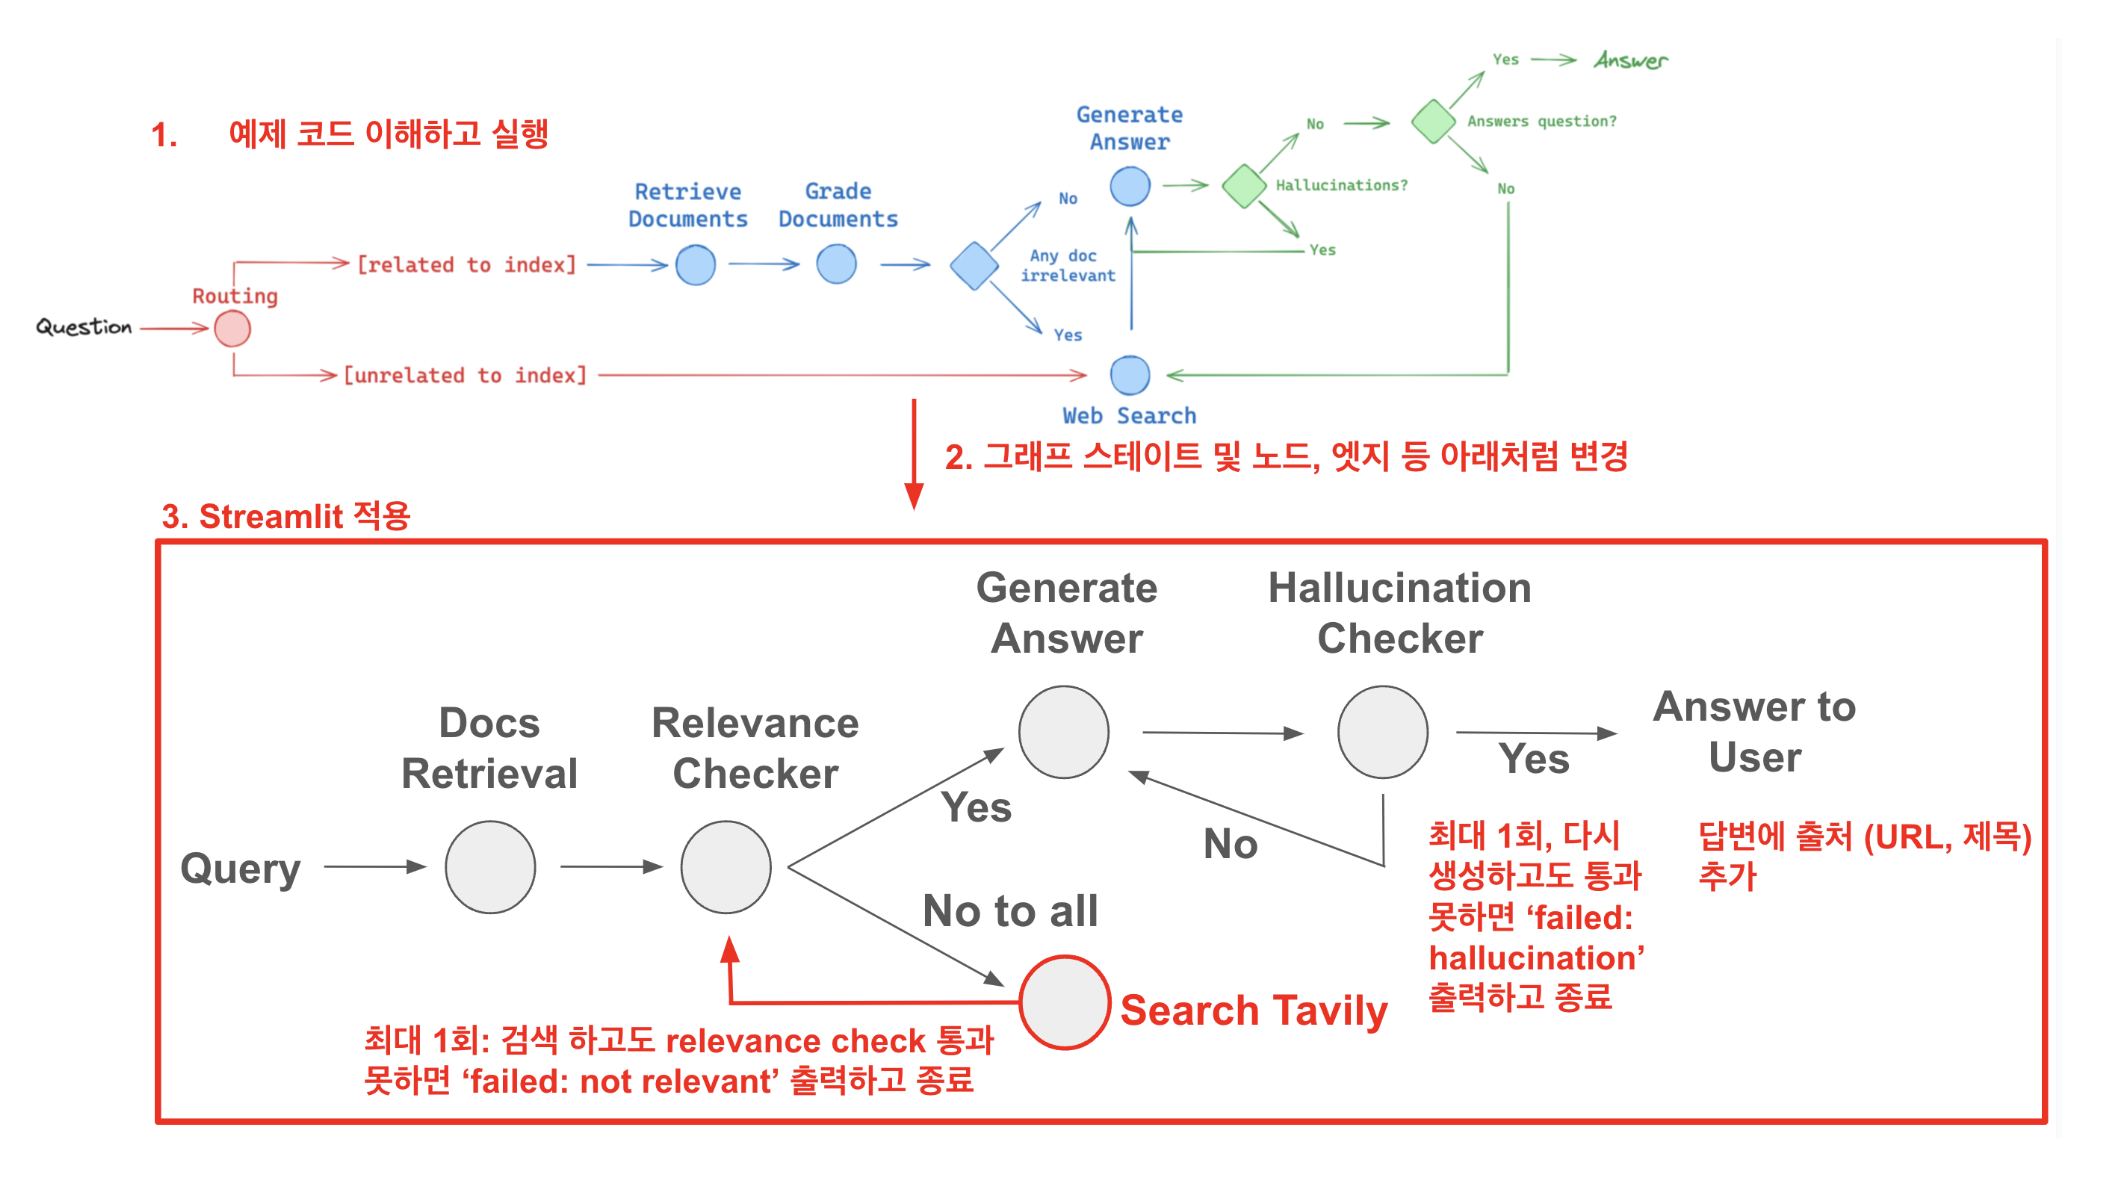 1. 예제 코드 이해하고 실행
Question
Routing
[related to index]
[unrelated to index]
Retrieve
Documents
Grade
Documents
No
Any doc
irrelevant
Yes
Generate
Answer
Web Search
Hallucinations?
No
Yes
Answers question?
Yes
Answer
No
2. 그래프 스테이트 및 노드, 엣지 등 아래처럼 변경
3. Streamlit 적용
Query
Docs
Retrieval
Relevance
Checker
Yes
No to all
Generate
Answer
Search Tavily
최대 1회: 검색 하고도 relevance check 통과
못하면 ‘failed: not relevant’ 출력하고 종료
Hallucination
Checker
No
Yes
최대 1회, 다시
생성하고도 통과
못하면 ‘failed:
hallucination’
출력하고 종료
Answer to
User
답변에 출처 (URL, 제목)
추가